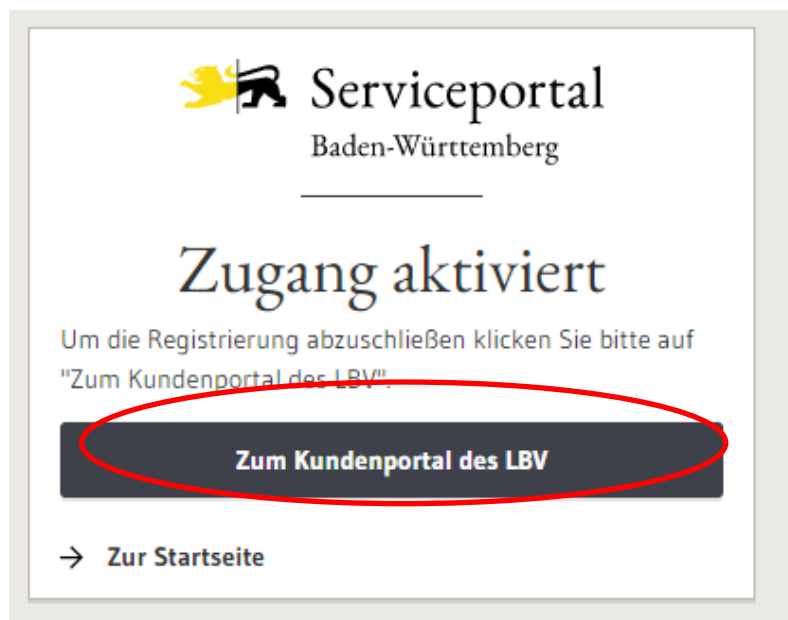 Serviceportal
Baden-Württemberg
Zugang aktiviert
Um die Registrierung abzuschließen klicken Sie bitte auf
"Zum Kundenportal des LBV".
Zum Kundenportal des LBV
→ Zur Startseite